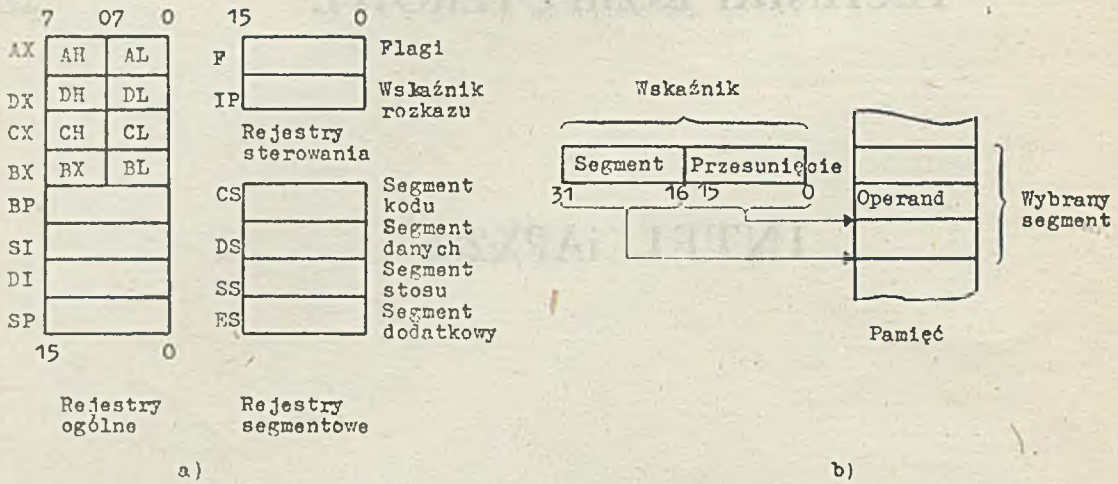 7 07 0
AX AH AL
DX DH DL
CX CH CL
BX BX BL
BP
SI
DI
SP
15 0
Rejestry
ogólne
15 0
F Flagi
IP Wskaźnik
rozkazu
Rejestry
sterowania
CS Segment
kodu
DS Segment
danych
SS Segment
stosu
ES Segment
dodatkowy
Rejestry
segmentowe
a)
Wskaźnik
Segment Przesunięcie
31 16 15 0
Operand
Wybrany
segment
Pamięć
b)